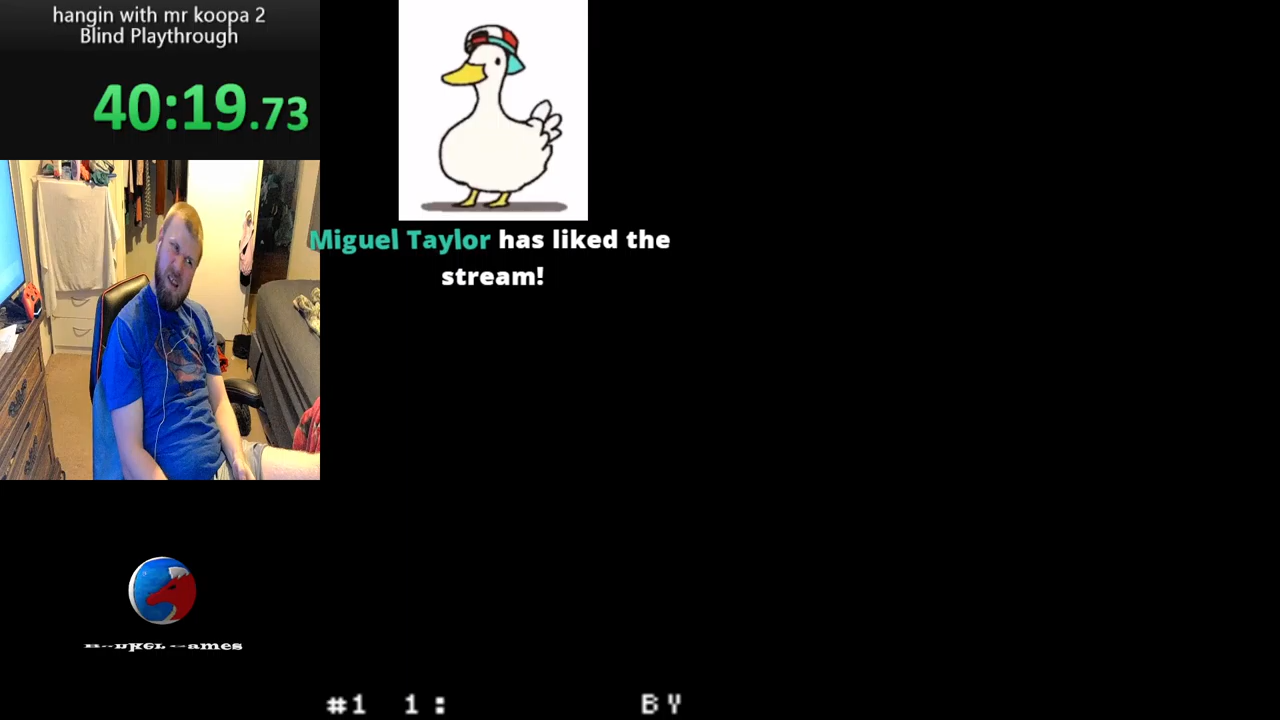 hangin with mr koopa 2
Blind Playthrough
40:19.73
Miguel Taylor has liked the
stream!
Games
#1 1: BY